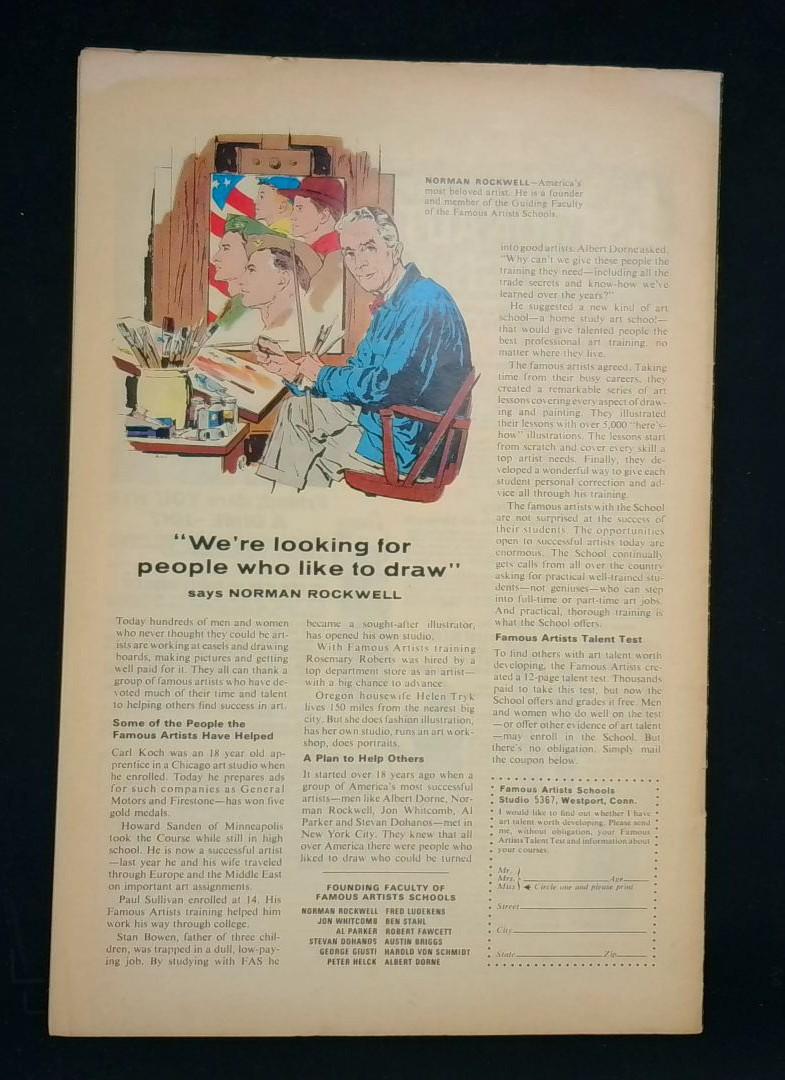 NORMAN ROCKWELL—America's
most beloved artist. He is a founder
and member of the Guiding Faculty
of the Famous Artists Schools.
"We're looking for
people who like to draw"
says NORMAN ROCKWELL
Today hundreds of men and women
who never thought they could be art-
ists are working at easels and drawing
boards, making pictures and getting
well paid for it. They all can thank a
group of famous artists who have de-
voted much of their time and talent
to helping others find success in art.
Some of the People the
Famous Artists Have Helped
Carl Koch was an 18 year old ap-
prentice in a Chicago art studio when
he enrolled. Today he prepares ads
for such companies as General
Motors and Firestone—has won five
gold medals.
Howard Sanden of Minneapolis
took the Course while still in high
school. He is now a successful artist
—last year he and his wife traveled
through Europe and the Middle East
on important art assignments.
Paul Sullivan enrolled at 14. His
Famous Artists training helped him
work his way through college.
Stan Bowen, father of three chil-
dren, was trapped in a dull, low-pay-
ing job. By studying with FAS he
became a sought-after illustrator,
has opened his own studio.
With Famous Artists training
Rosemary Roberts was hired by a
top department store as an artist—
with a big chance to advance.
Oregon housewife Helen Tryk
lives 150 miles from the nearest big
city. But she does fashion illustration,
has her own studio, runs an art work-
shop, does portraits.
A Plan to Help Others
It started over 18 years ago when a
group of America's most successful
artists—men like Albert Dorne, Nor-
man Rockwell, Jon Whitcomb, Al
Parker and Stevan Dohanos—met in
New York City. They knew that all
over America there were people who
liked to draw who could be turned
FOUNDING FACULTY OF
FAMOUS ARTISTS SCHOOLS
NORMAN ROCKWELL FRED LUDEKENS
JON WHITCOMB BEN STAHL
AL PARKER ROBERT FAWCETT
STEVAN DOHANOS AUSTIN BRIGGS
GEORGE GIUSTI HAROLD VON SCHMIDT
PETER HELCK ALBERT DORNE
into good artists. Albert Dorne asked,
"Why can't we give these people the
training they need—including all the
trade secrets and know-how we've
learned over the years?"
He suggested a new kind of art
school—a home study art school—
that would give talented people the
best professional art training, no
matter where they live.
The famous artists agreed. Taking
time from their busy careers, they
created a remarkable series of art
lessons covering every aspect of draw-
ing and painting. They illustrated
their lessons with over 5,000 "here's-
how" illustrations. The lessons start
from scratch and cover every skill a
top artist needs. Finally, they de-
veloped a wonderful way to give each
student personal correction and ad-
vice all through his training.
The famous artists with the School
are not surprised at the success of
their students. The opportunities
open to successful artists today are
enormous. The School continually
gets calls from all over the country
asking for practical well-trained stu-
dents—not geniuses—who can step
into full-time or part-time art jobs.
And practical, thorough training is
what the School offers.
Famous Artists Talent Test
To find others with art talent worth
developing, the Famous Artists cre-
ated a 12-page talent test. Thousands
paid to take this test, but now the
School offers and grades it free. Men
and women who do well on the test
—or offer other evidence of art talent
—may enroll in the School. But
there's no obligation. Simply mail
the coupon below.
Famous Artists Schools
Studio 5367, Westport, Conn.
I would like to find out whether I have
art talent worth developing. Please send
me, without obligation, your Famous
Artists Talent Test and information about
your courses.
Mr.
Mrs. Age
Miss Circle one and please print
Street
City
State Zip